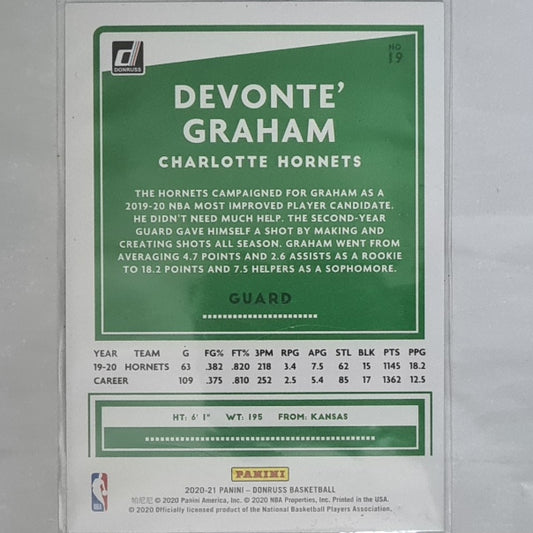 DONRUSS
NO
19
DEVONTE'
GRAHAM
CHARLOTTE HORNETS
THE HORNETS CAMPAIGNED FOR GRAHAM AS A
2019-20 NBA MOST IMPROVED PLAYER CANDIDATE.
HE DIDN'T NEED MUCH HELP. THE SECOND-YEAR
GUARD GAVE HIMSELF A SHOT BY MAKING AND
CREATING SHOTS ALL SEASON. GRAHAM WENT FROM
AVERAGING 4.7 POINTS AND 2.6 ASSISTS AS A ROOKIE
TO 18.2 POINTS AND 7.5 HELPERS AS A SOPHOMORE.
GUARD
YEAR TEAM G FG% FT% 3PM RPG APG STL BLK PTS PPG
19-20 HORNETS 63 .382 .820 218 3.4 7.5 62 15 1145 18.2
CAREER 109 .375 .810 252 2.5 5.4 85 17 1362 12.5
HT: 6' 1" WT: 195 FROM: KANSAS
PANINI
NBA
2020-21 PANINI – DONRUSS BASKETBALL
帕尼尼 © 2020 Panini America, Inc. © 2020 NBA Properties, Inc. Printed in the USA.
© 2020 Officially licensed product of the National Basketball Players Association.